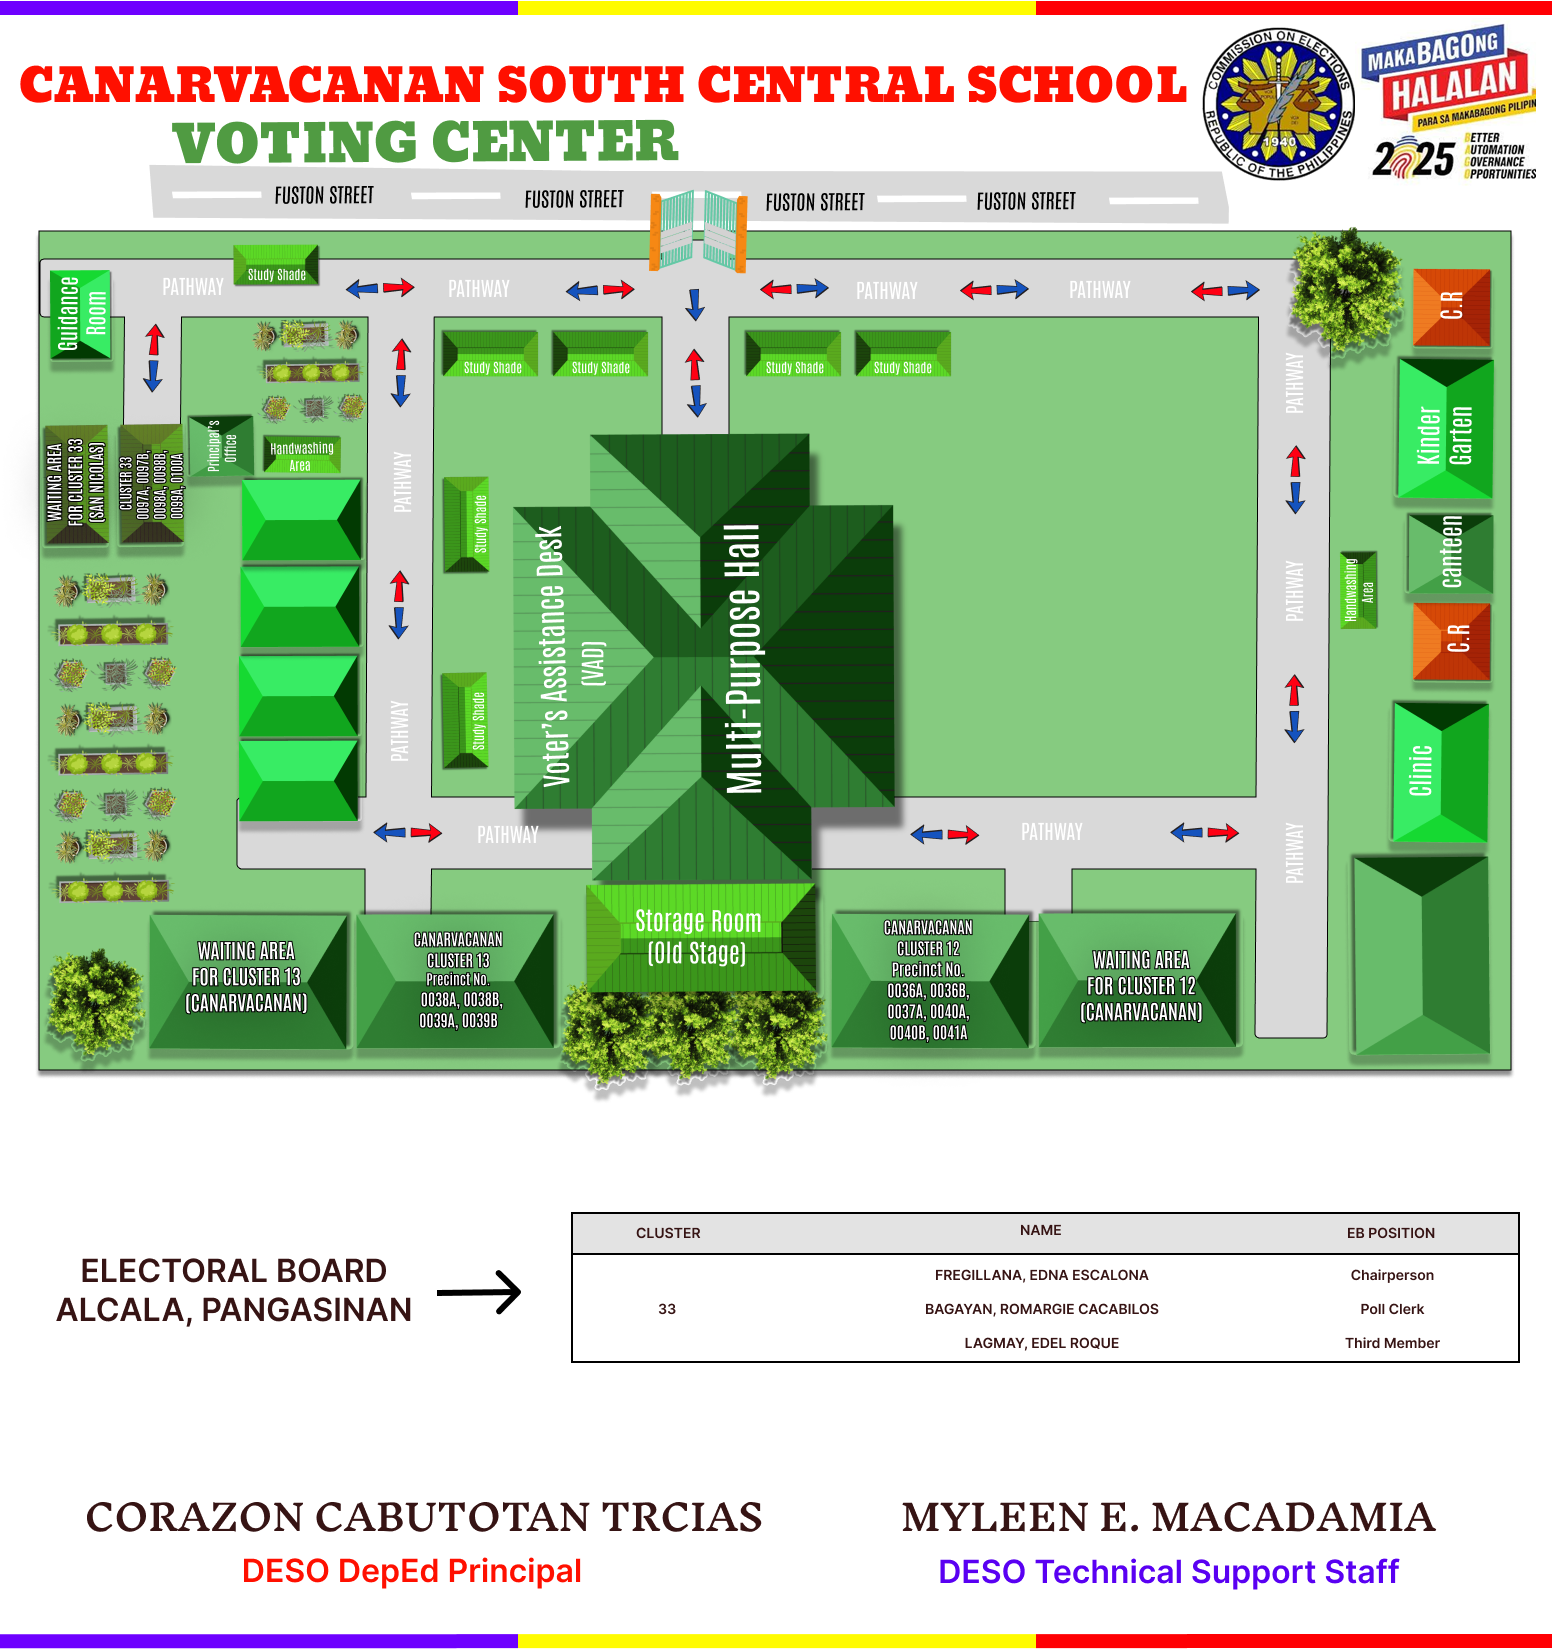 CANARVACANAN SOUTH CENTRAL SCHOOL
VOTING CENTER
COMMISSION ON ELECTIONS
REPUBLIC OF THE PHILIPPINES
1940
MAKABAGONG
HALALAN
PARA SA MAKABAGONG PILIPIN
2025
BETTER
AUTOMATION
GOVERNANCE
OPPORTUNITIES
FUSTON STREET
FUSTON STREET
FUSTON STREET
FUSTON STREET
Guidance
Room
PATHWAY
Study Shade
PATHWAY
PATHWAY
PATHWAY
C.R
Study Shade
Study Shade
Study Shade
Study Shade
PATHWAY
Kinder
Garten
WAITING AREA
FOR CLUSTER 33
(SAN NICOLAS)
CLUSTER 33
0097A, 0097B,
0098A, 0098B,
0099A, 0100A
Principal's
Office
Handwashing
Area
PATHWAY
Study Shade
Voter's Assistance Desk
(VAD)
Multi-Purpose Hall
PATHWAY
Handwashing
Area
canteen
C.R
PATHWAY
Study Shade
Clinic
PATHWAY
PATHWAY
PATHWAY
WAITING AREA
FOR CLUSTER 13
(CANARVACANAN)
CANARVACANAN
CLUSTER 13
Precinct No.
0038A, 0038B,
0039A, 0039B
Storage Room
(Old Stage)
CANARVACANAN
CLUSTER 12
Precinct No.
0036A, 0036B,
0037A, 0040A,
0040B, 0041A
WAITING AREA
FOR CLUSTER 12
(CANARVACANAN)
ELECTORAL BOARD
ALCALA, PANGASINAN
CLUSTER NAME EB POSITION
FREGILLANA, EDNA ESCALONA Chairperson
33 BAGAYAN, ROMARGIE CACABILOS Poll Clerk
LAGMAY, EDEL ROQUE Third Member
CORAZON CABUTOTAN TRCIAS
DESO DepEd Principal
MYLEEN E. MACADAMIA
DESO Technical Support Staff